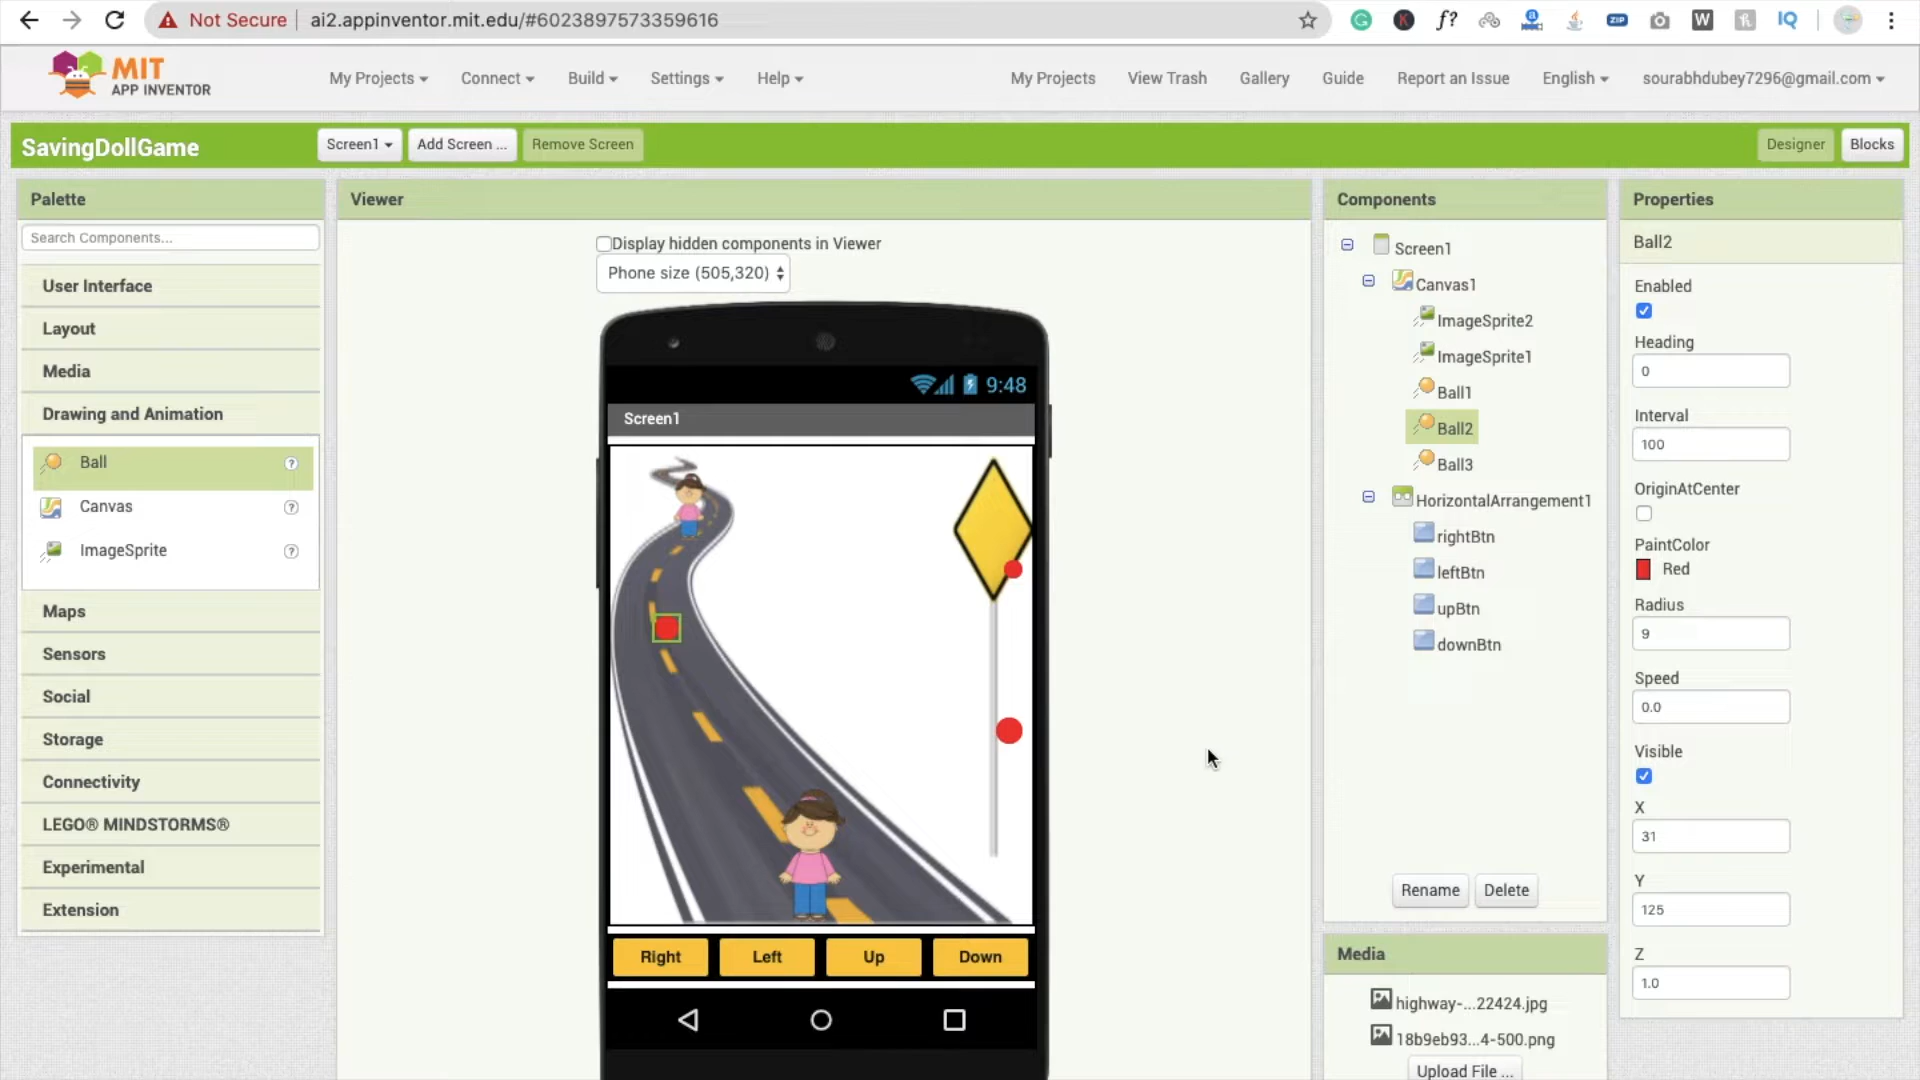 Not Secure | ai2.appinventor.mit.edu/#6023897573359616
f?
ZIP
W
IQ
MIT
APP INVENTOR
My Projects
Connect
Build
Settings
Help
My Projects
View Trash
Gallery
Guide
Report an Issue
English
sourabhdubey7296@gmail.com
SavingDollGame
Screen1
Add Screen ...
Remove Screen
Designer
Blocks
Palette
Search Components...
User Interface
Layout
Media
Drawing and Animation
Ball
?
Canvas
?
ImageSprite
?
Maps
Sensors
Social
Storage
Connectivity
LEGO® MINDSTORMS®
Experimental
Extension
Viewer
Display hidden components in Viewer
Phone size (505,320)
9:48
Screen1
Right
Left
Up
Down
Components
Screen1
Canvas1
ImageSprite2
ImageSprite1
Ball1
Ball2
Ball3
HorizontalArrangement1
rightBtn
leftBtn
upBtn
downBtn
Rename
Delete
Media
highway-...22424.jpg
18b9eb93...4-500.png
Upload File ...
Properties
Ball2
Enabled
Heading
0
Interval
100
OriginAtCenter
PaintColor
Red
Radius
9
Speed
0.0
Visible
X
31
Y
125
Z
1.0